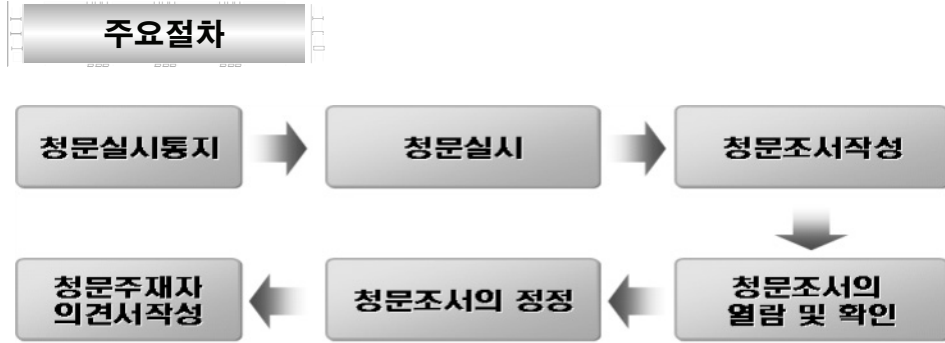 주요절차
청문실시통지
청문실시
청문조서작성
청문조서의
열람 및 확인
청문조서의 정정
청문주재자
의견서작성